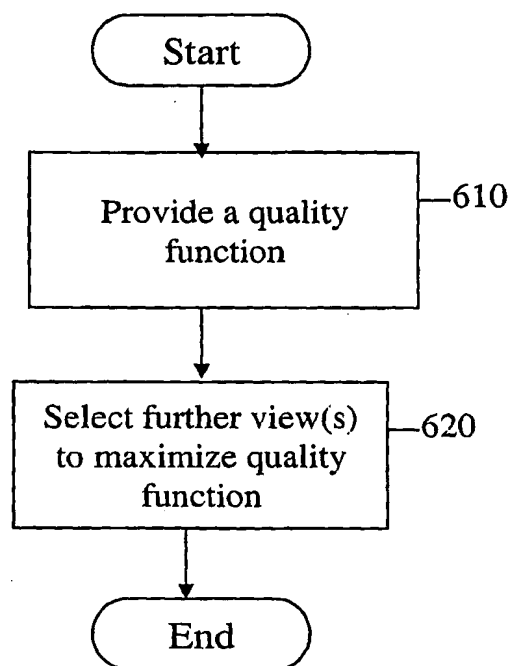 Start
Provide a quality
function
610
Select further view(s)
to maximize quality
function
620
End